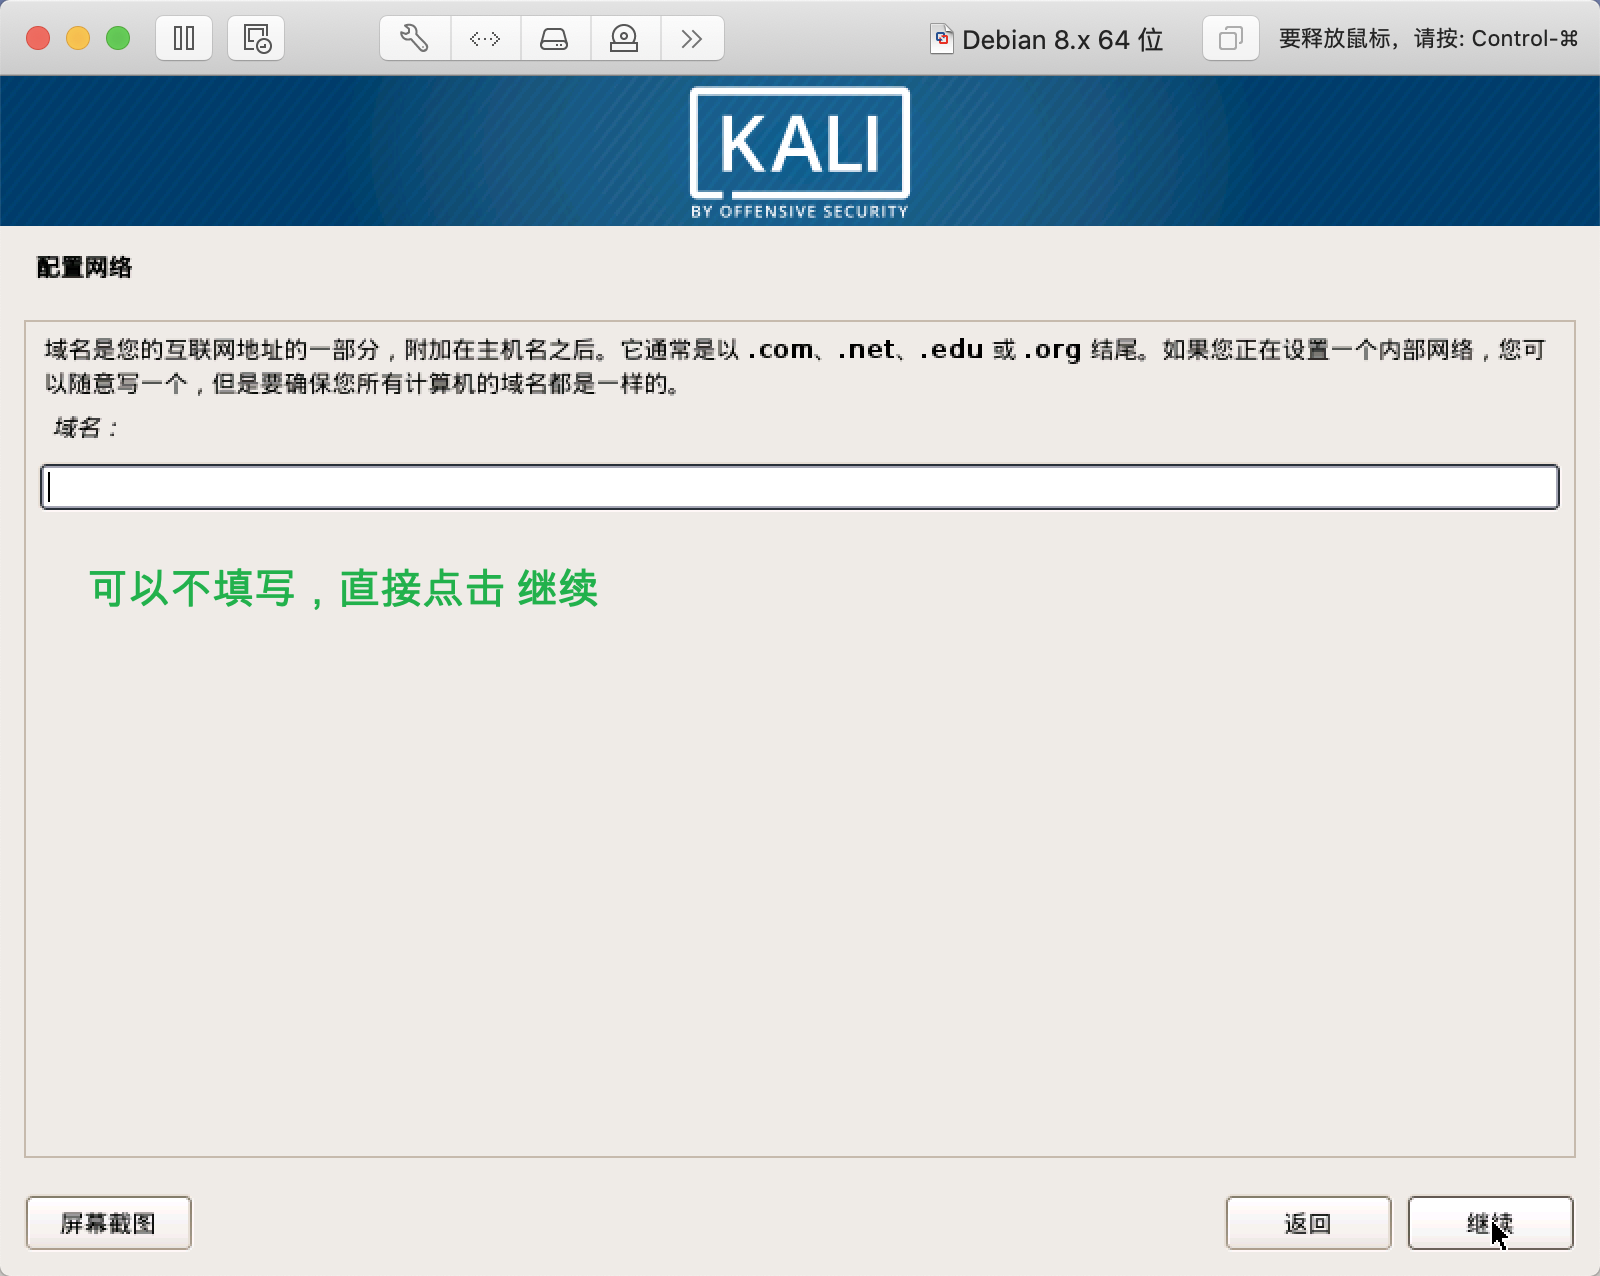 Debian 8.x 64 位
要释放鼠标，请按: Control-⌘
KALI
BY OFFENSIVE SECURITY
配置网络
域名是您的互联网地址的一部分，附加在主机名之后。它通常是以 .com、.net、.edu 或 .org 结尾。如果您正在设置一个内部网络，您可
以随意写一个，但是要确保您所有计算机的域名都是一样的。
域名：
可以不填写，直接点击 继续
屏幕截图
返回
继续